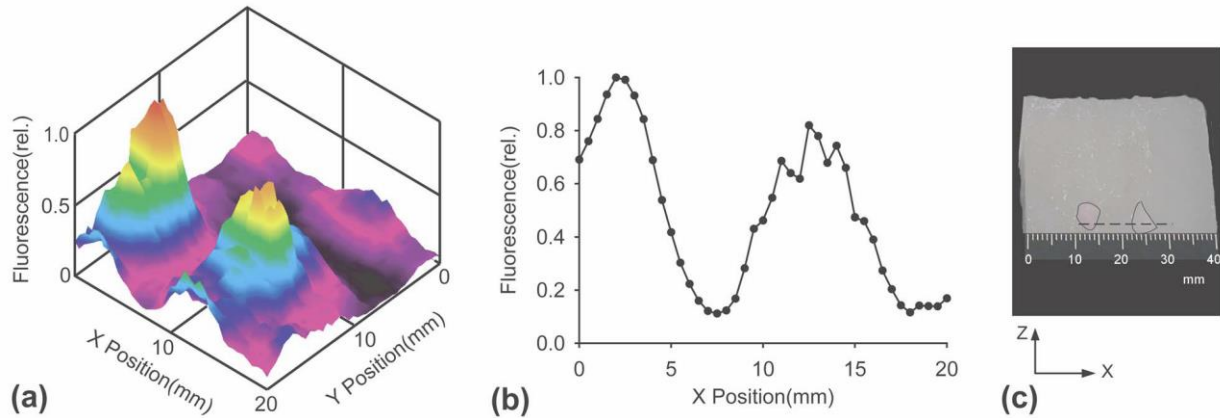 Fluorescence(rel.)
1.0
0.5
0
X Position(mm)
10
20
Y Position(mm)
10
0
(a)
Fluorescence(rel.)
1.0
0.8
0.6
0.4
0.2
0.0
0 5 10 15 20
X Position(mm)
(b)
0 10 20 30 40
mm
Z
X
(c)